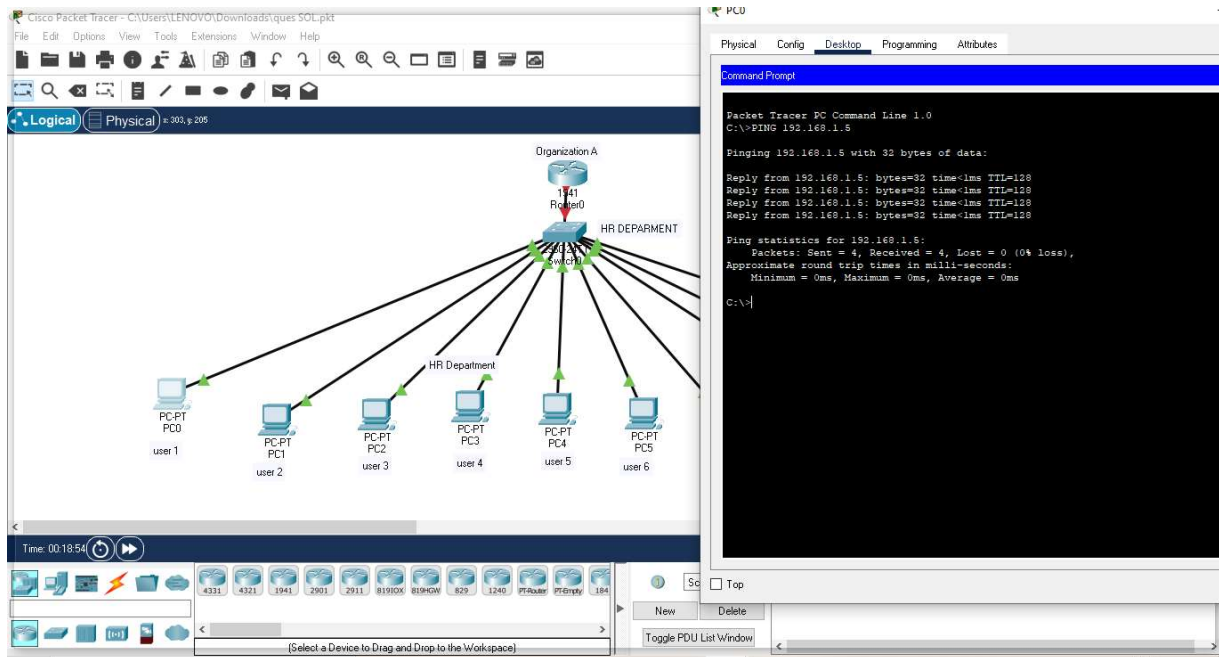 Cisco Packet Tracer - C:\Users\LENOVO\Downloads\ques SOL.pkt
File Edit Options View Tools Extensions Window Help
Logical Physical x: 303, y: 205
Organization A
1941
Router0
HR DEPARMENT
Switch0
HR Department
PC-PT
PC0
user 1
PC-PT
PC1
user 2
PC-PT
PC2
user 3
PC-PT
PC3
user 4
PC-PT
PC4
user 5
PC-PT
PC5
user 6
Time: 00:18:54
4331 4321 1941 2901 2911 819IOX 819HGW 829 1240 PT-Router PT-Empty 184
(Select a Device to Drag and Drop to the Workspace)
Sc
New Delete
Toggle PDU List Window
PC0
Physical Config Desktop Programming Attributes
Command Prompt
Packet Tracer PC Command Line 1.0
C:\>PING 192.168.1.5
Pinging 192.168.1.5 with 32 bytes of data:
Reply from 192.168.1.5: bytes=32 time<1ms TTL=128
Reply from 192.168.1.5: bytes=32 time<1ms TTL=128
Reply from 192.168.1.5: bytes=32 time<1ms TTL=128
Reply from 192.168.1.5: bytes=32 time<1ms TTL=128
Ping statistics for 192.168.1.5:
Packets: Sent = 4, Received = 4, Lost = 0 (0% loss),
Approximate round trip times in milli-seconds:
Minimum = 0ms, Maximum = 0ms, Average = 0ms
C:\>
Top